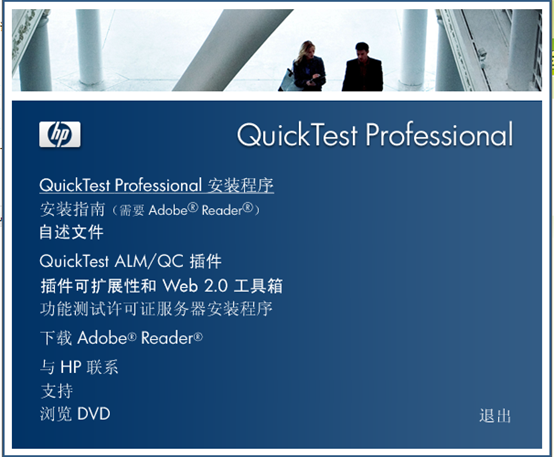 hp
QuickTest Professional
QuickTest Professional 安装程序
安装指南（需要 Adobe® Reader®）
自述文件
QuickTest ALM/QC 插件
插件可扩展性和 Web 2.0 工具箱
功能测试许可证服务器安装程序
下载 Adobe® Reader®
与 HP 联系
支持
浏览 DVD
退出